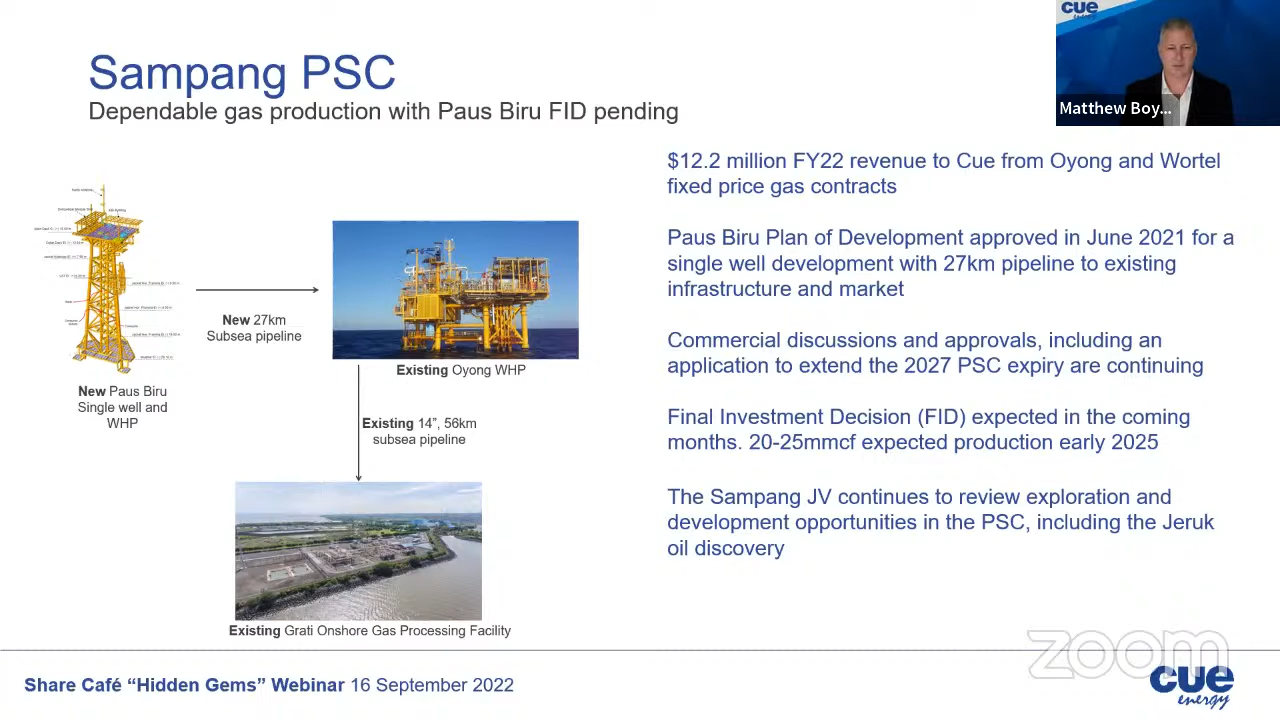 Sampang PSC
Dependable gas production with Paus Biru FID pending
cue
energy
Matthew Boy...
$12.2 million FY22 revenue to Cue from Oyong and Wortel
fixed price gas contracts
Paus Biru Plan of Development approved in June 2021 for a
single well development with 27km pipeline to existing
infrastructure and market
Commercial discussions and approvals, including an
application to extend the 2027 PSC expiry are continuing
Final Investment Decision (FID) expected in the coming
months. 20-25mmcf expected production early 2025
The Sampang JV continues to review exploration and
development opportunities in the PSC, including the Jeruk
oil discovery
New 27km
Subsea pipeline
New Paus Biru
Single well and
WHP
Existing Oyong WHP
Existing 14”, 56km
subsea pipeline
Existing Grati Onshore Gas Processing Facility
Share Café “Hidden Gems” Webinar 16 September 2022
zoom
cue
energy